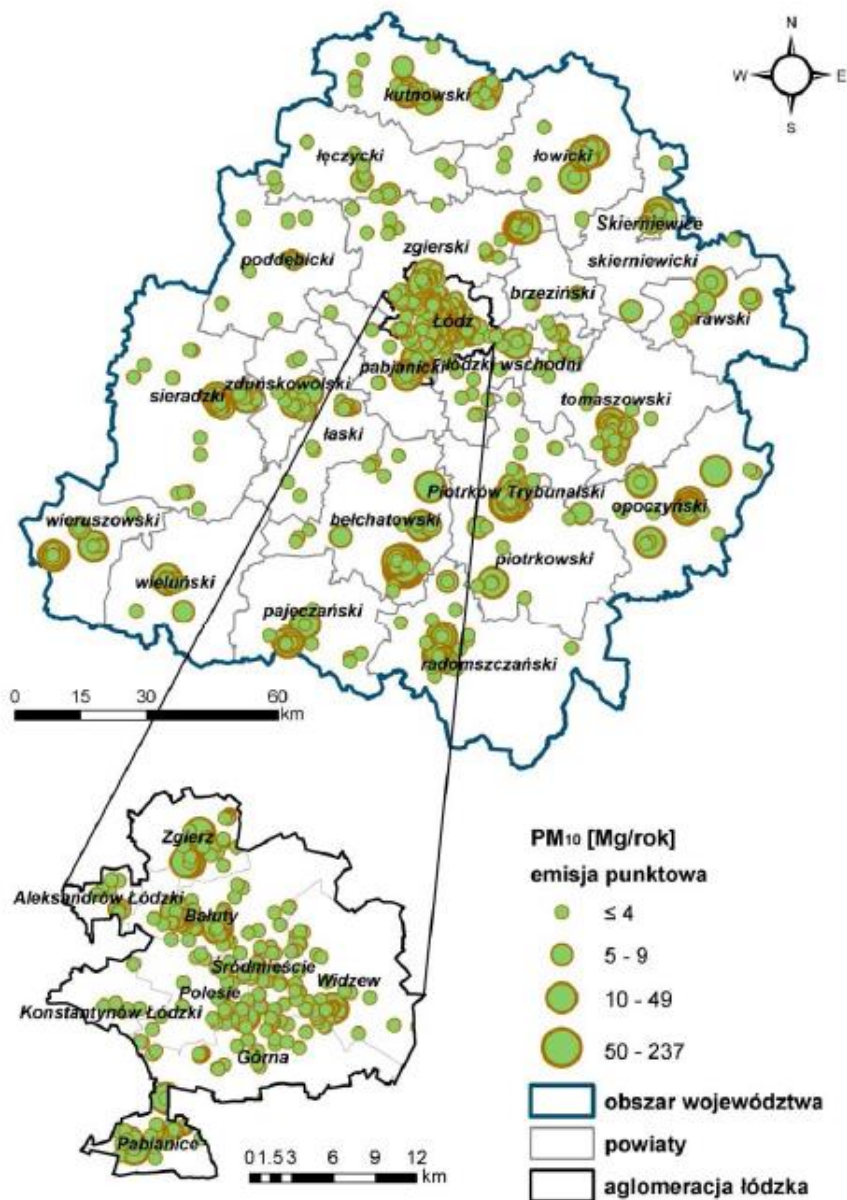 N
W E
S
kutnowski
łęczycki
łowicki
Skierniewice
zgierski
poddębicki
skierniewicki
brzeziński
rawski
Łódź
pabjanicki
łódzki wschodni
zduńskowolski
sieradzki
tomaszowski
łaski
Piotrków Trybunalski
opoczyński
wieruszowski
bełchatowski
piotrkowski
wieluński
pajęczański
radomszczański
0 15 30 60
km
Zgierz
Aleksandrów Łódzki
Bałuty
Śródmieście
Widzew
Polesie
Konstantynów Łódzki
Górna
Pabianice
0 1.5 3 6 9 12
km
PM10 [Mg/rok]
emisja punktowa
≤ 4
5 - 9
10 - 49
50 - 237
obszar województwa
powiaty
aglomeracja łódzka